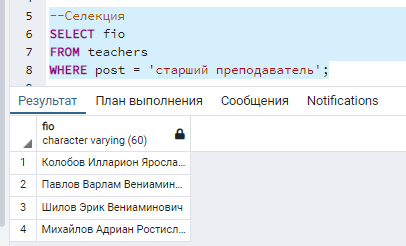 5 --Селекция
6 SELECT fio
7 FROM teachers
8 WHERE post = 'старший преподаватель';
Результат План выполнения Сообщения Notifications
fio
character varying (60)
1 Колобов Илларион Яросла...
2 Павлов Варлам Вениамин...
3 Шилов Эрик Вениаминович
4 Михайлов Адриан Ростисл...